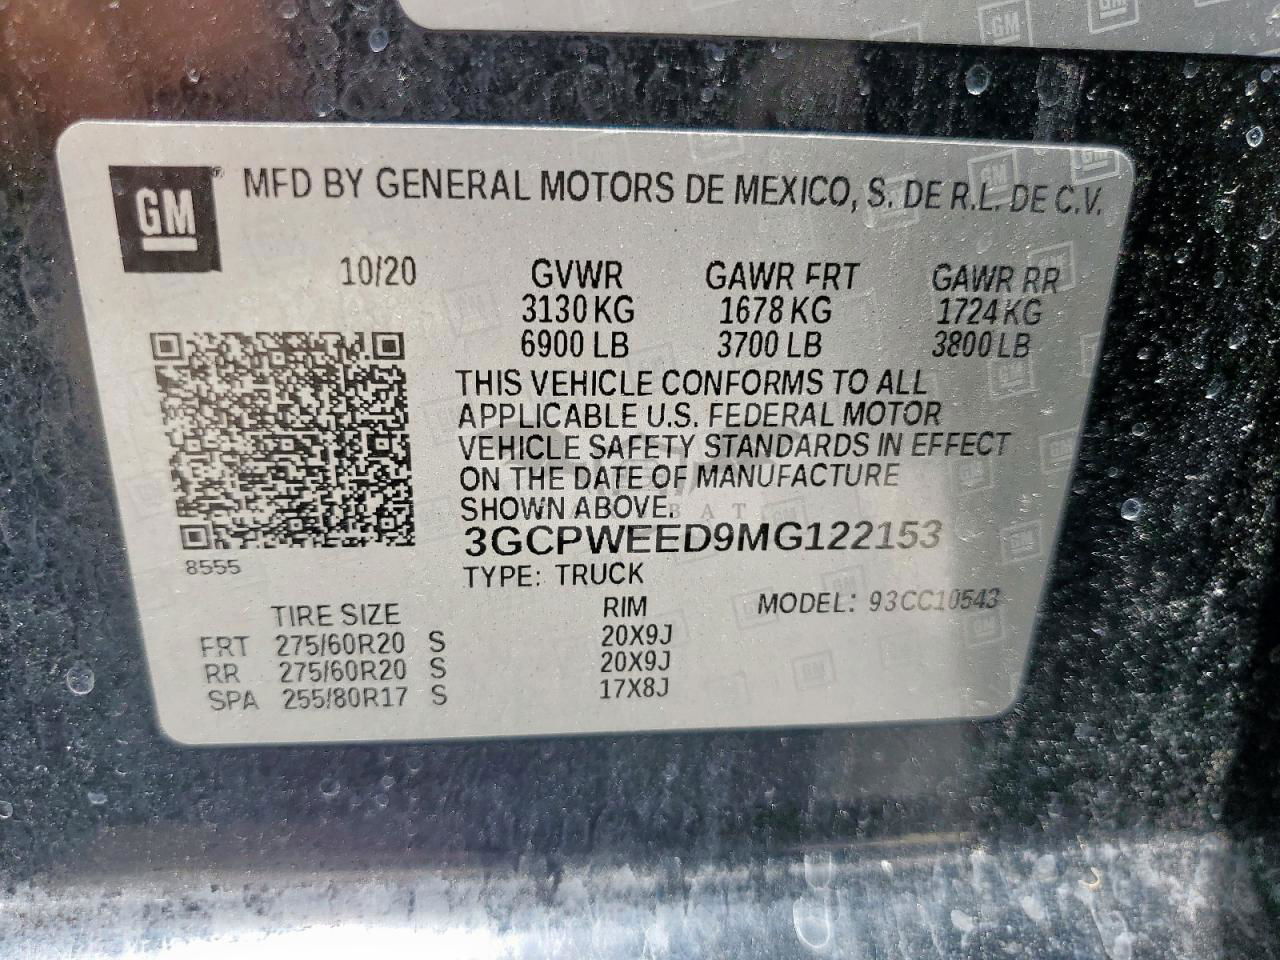 GM
MFD BY GENERAL MOTORS DE MEXICO, S. DE R.L. DE C.V.
10/20 GVWR GAWR FRT GAWR RR
3130 KG 1678 KG 1724 KG
6900 LB 3700 LB 3800 LB
THIS VEHICLE CONFORMS TO ALL
APPLICABLE U.S. FEDERAL MOTOR
VEHICLE SAFETY STANDARDS IN EFFECT
ON THE DATE OF MANUFACTURE
SHOWN ABOVE.
3GCPWEED9MG122153
8555
TYPE: TRUCK
TIRE SIZE RIM MODEL: 93CC10543
FRT 275/60R20 S 20X9J
RR 275/60R20 S 20X9J
SPA 255/80R17 S 17X8J